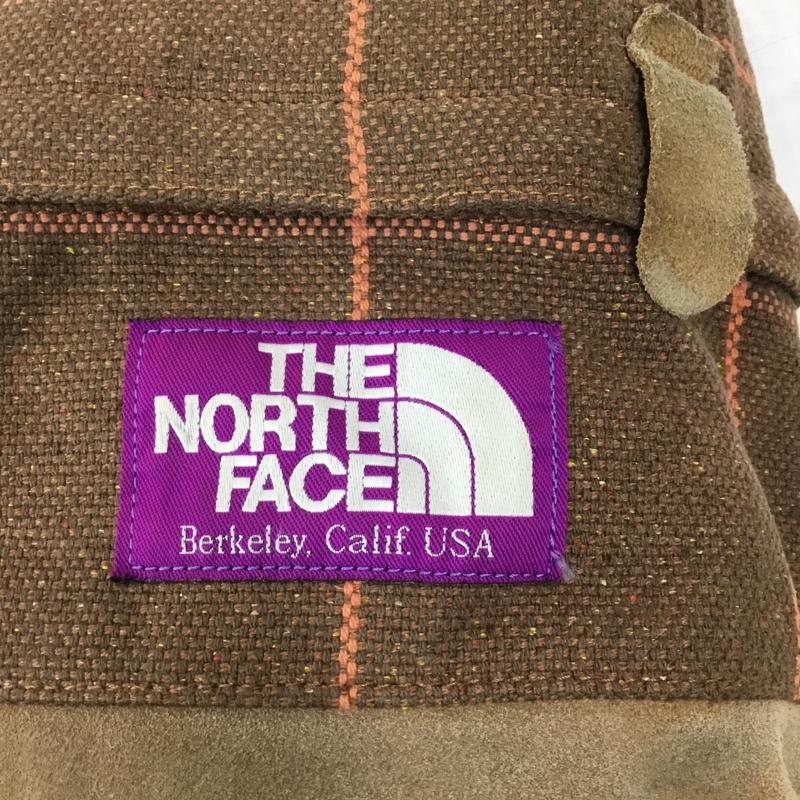 THE
NORTH
FACE
Berkeley, Calif. USA